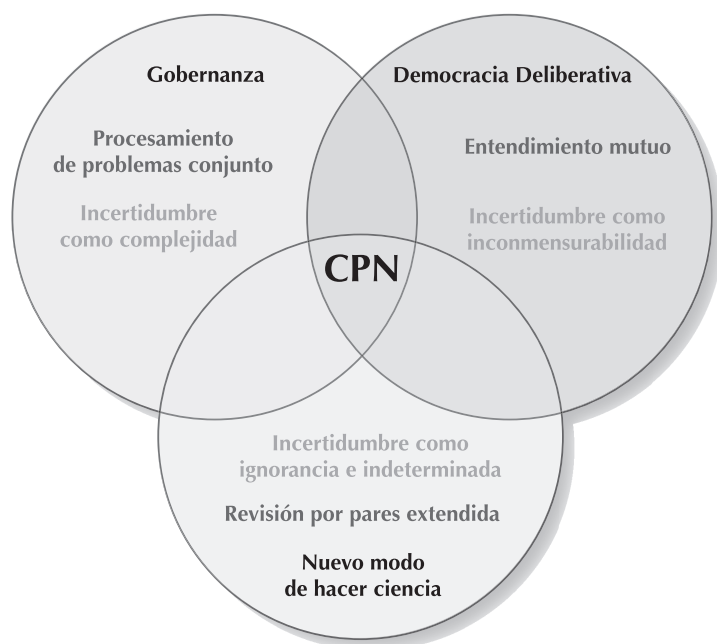 Gobernanza
Democracia Deliberativa
Procesamiento
de problemas conjunto
Entendimiento mutuo
Incertidumbre
como complejidad
Incertidumbre como
inconmensurabilidad
CPN
Incertidumbre como
ignorancia e indeterminada
Revisión por pares extendida
Nuevo modo
de hacer ciencia